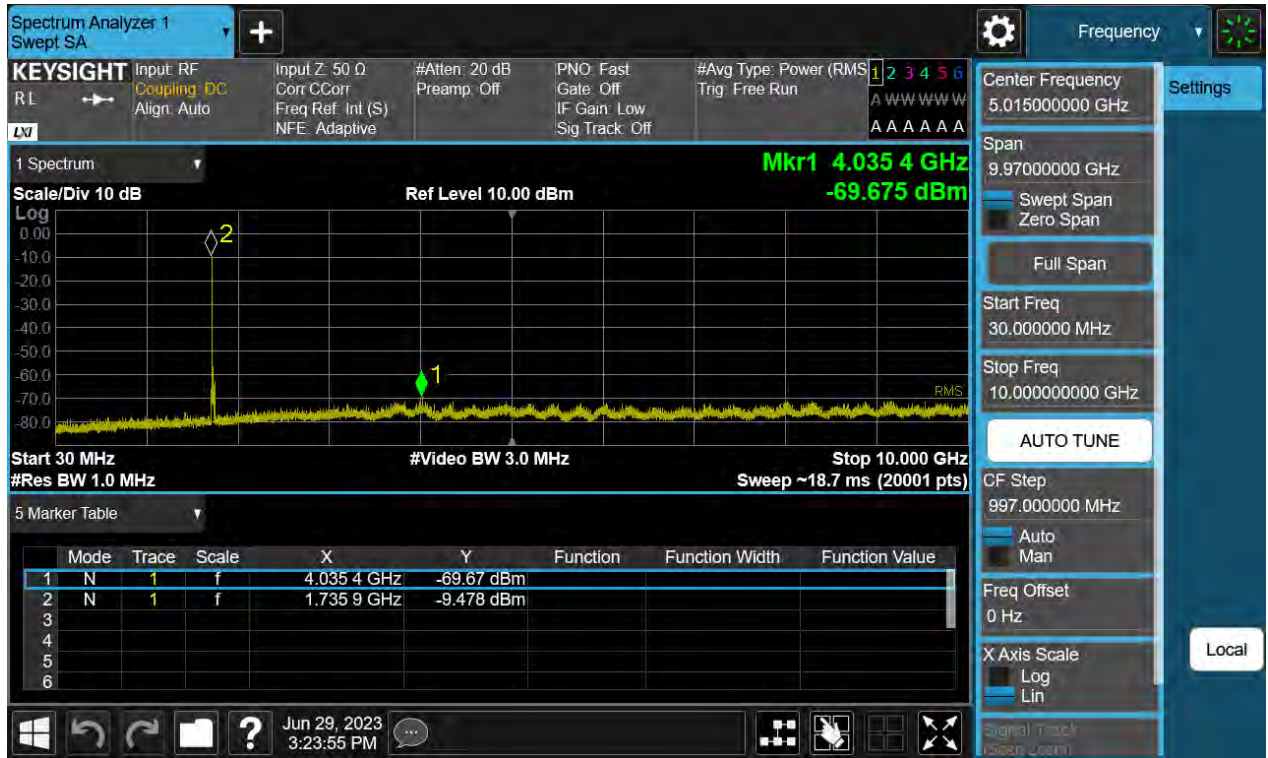 Spectrum Analyzer 1
Swept SA
+
Frequency
KEYSIGHT
RL
LXI
Input: RF
Coupling: DC
Align: Auto
Input Z: 50 Ω
Corr CCorr
Freq Ref: Int (S)
NFE: Adaptive
#Atten: 20 dB
Preamp: Off
PNO: Fast
Gate: Off
IF Gain: Low
Sig Track: Off
#Avg Type: Power (RMS
Trig: Free Run
1 2 3 4 5 6
A W W W W W
A A A A A A
1 Spectrum
Scale/Div 10 dB
Ref Level 10.00 dBm
Mkr1 4.035 4 GHz
-69.675 dBm
Log
0.00
-10.0
-20.0
-30.0
-40.0
-50.0
-60.0
-70.0
-80.0
2
1
RMS
Start 30 MHz
#Video BW 3.0 MHz
Stop 10.000 GHz
#Res BW 1.0 MHz
Sweep ~18.7 ms (20001 pts)
5 Marker Table
Mode Trace Scale X Y Function Function Width Function Value
1 N 1 f 4.035 4 GHz -69.67 dBm
2 N 1 f 1.735 9 GHz -9.478 dBm
3
4
5
6
Jun 29, 2023
3:23:55 PM
?
Center Frequency
5.015000000 GHz
Settings
Span
9.97000000 GHz
Swept Span
Zero Span
Full Span
Start Freq
30.000000 MHz
Stop Freq
10.000000000 GHz
AUTO TUNE
CF Step
997.000000 MHz
Auto
Man
Freq Offset
0 Hz
X Axis Scale
Log
Lin
Local
Signal Track
(Span Zoom)